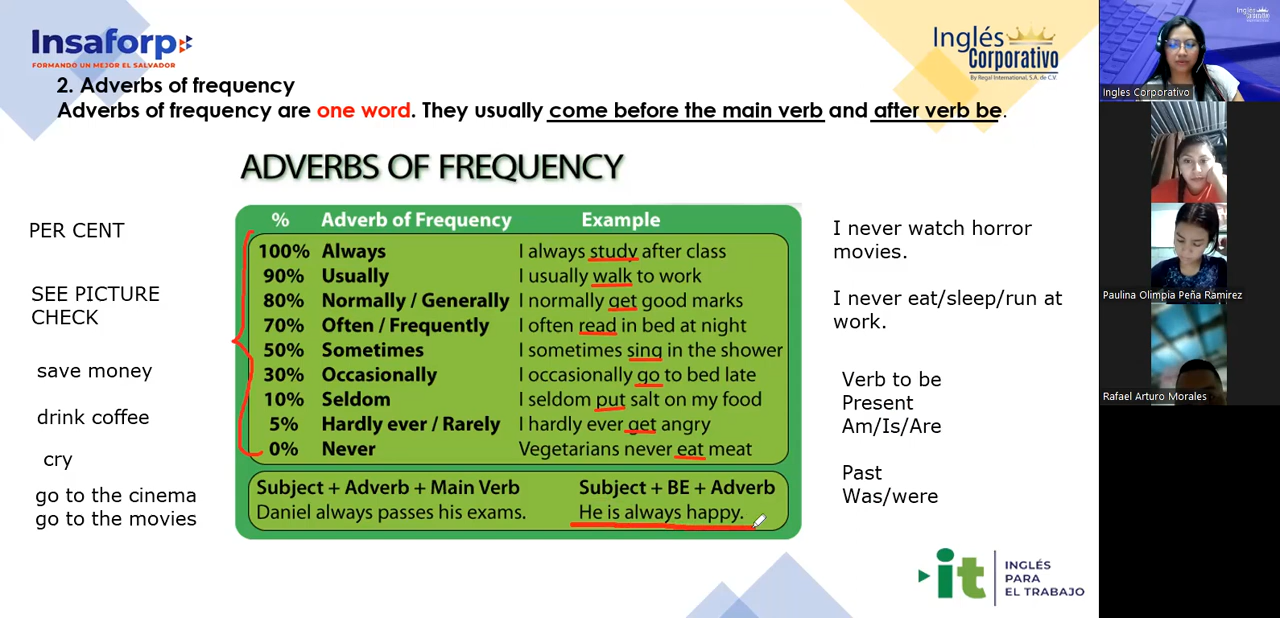 Insaforp
FORMANDO UN MEJOR EL SALVADOR
Inglés
Corporativo
By Regal International, S.A. de C.V.
2. Adverbs of frequency
Adverbs of frequency are one word. They usually come before the main verb and after verb be.
ADVERBS OF FREQUENCY
PER CENT
SEE PICTURE
CHECK
save money
drink coffee
cry
go to the cinema
go to the movies
% Adverb of Frequency Example
100% Always I always study after class
90% Usually I usually walk to work
80% Normally / Generally I normally get good marks
70% Often / Frequently I often read in bed at night
50% Sometimes I sometimes sing in the shower
30% Occasionally I occasionally go to bed late
10% Seldom I seldom put salt on my food
5% Hardly ever / Rarely I hardly ever get angry
0% Never Vegetarians never eat meat
Subject + Adverb + Main Verb Subject + BE + Adverb
Daniel always passes his exams. He is always happy.
I never watch horror
movies.
I never eat/sleep/run at
work.
Verb to be
Present
Am/Is/Are
Past
Was/were
it
INGLÉS
PARA
EL TRABAJO
Inglés
Corporativo
Ingles Corporativo
Paulina Olimpia Peña Ramirez
Rafael Arturo Morales